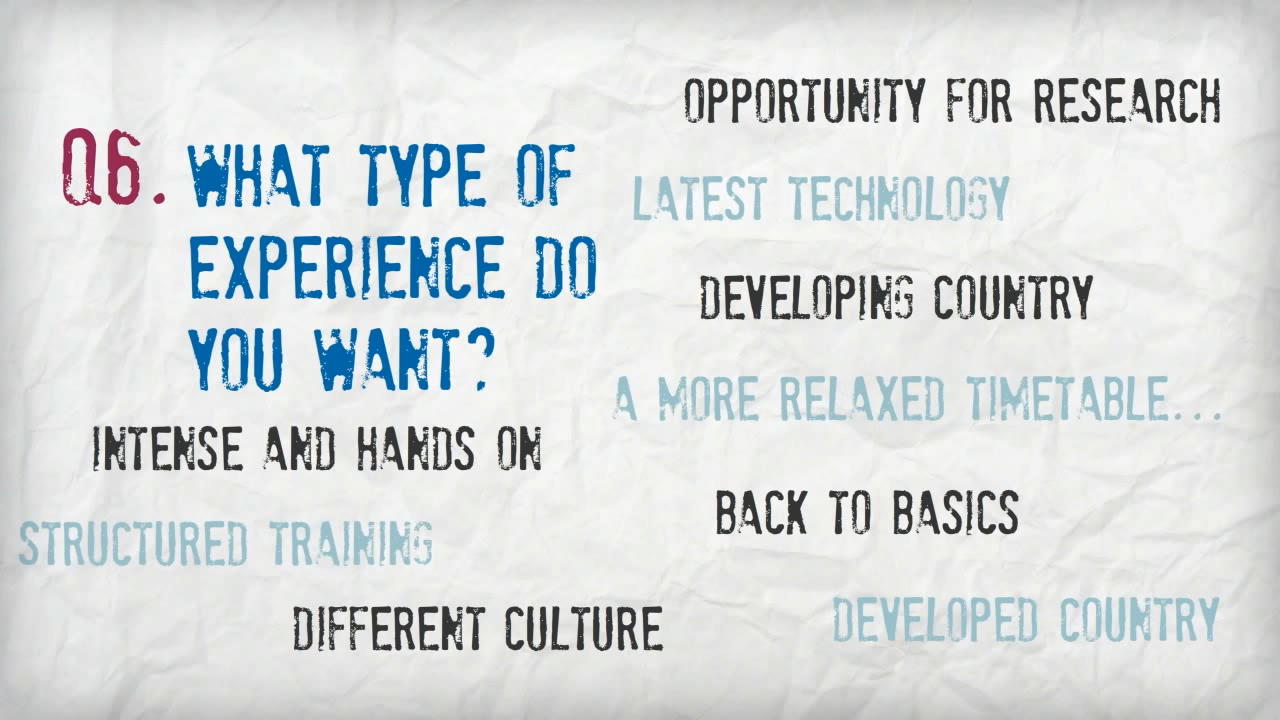 Q6. WHAT TYPE OF
EXPERIENCE DO
YOU WANT?
INTENSE AND HANDS ON
STRUCTURED TRAINING
DIFFERENT CULTURE
OPPORTUNITY FOR RESEARCH
LATEST TECHNOLOGY
DEVELOPING COUNTRY
A MORE RELAXED TIMETABLE...
BACK TO BASICS
DEVELOPED COUNTRY